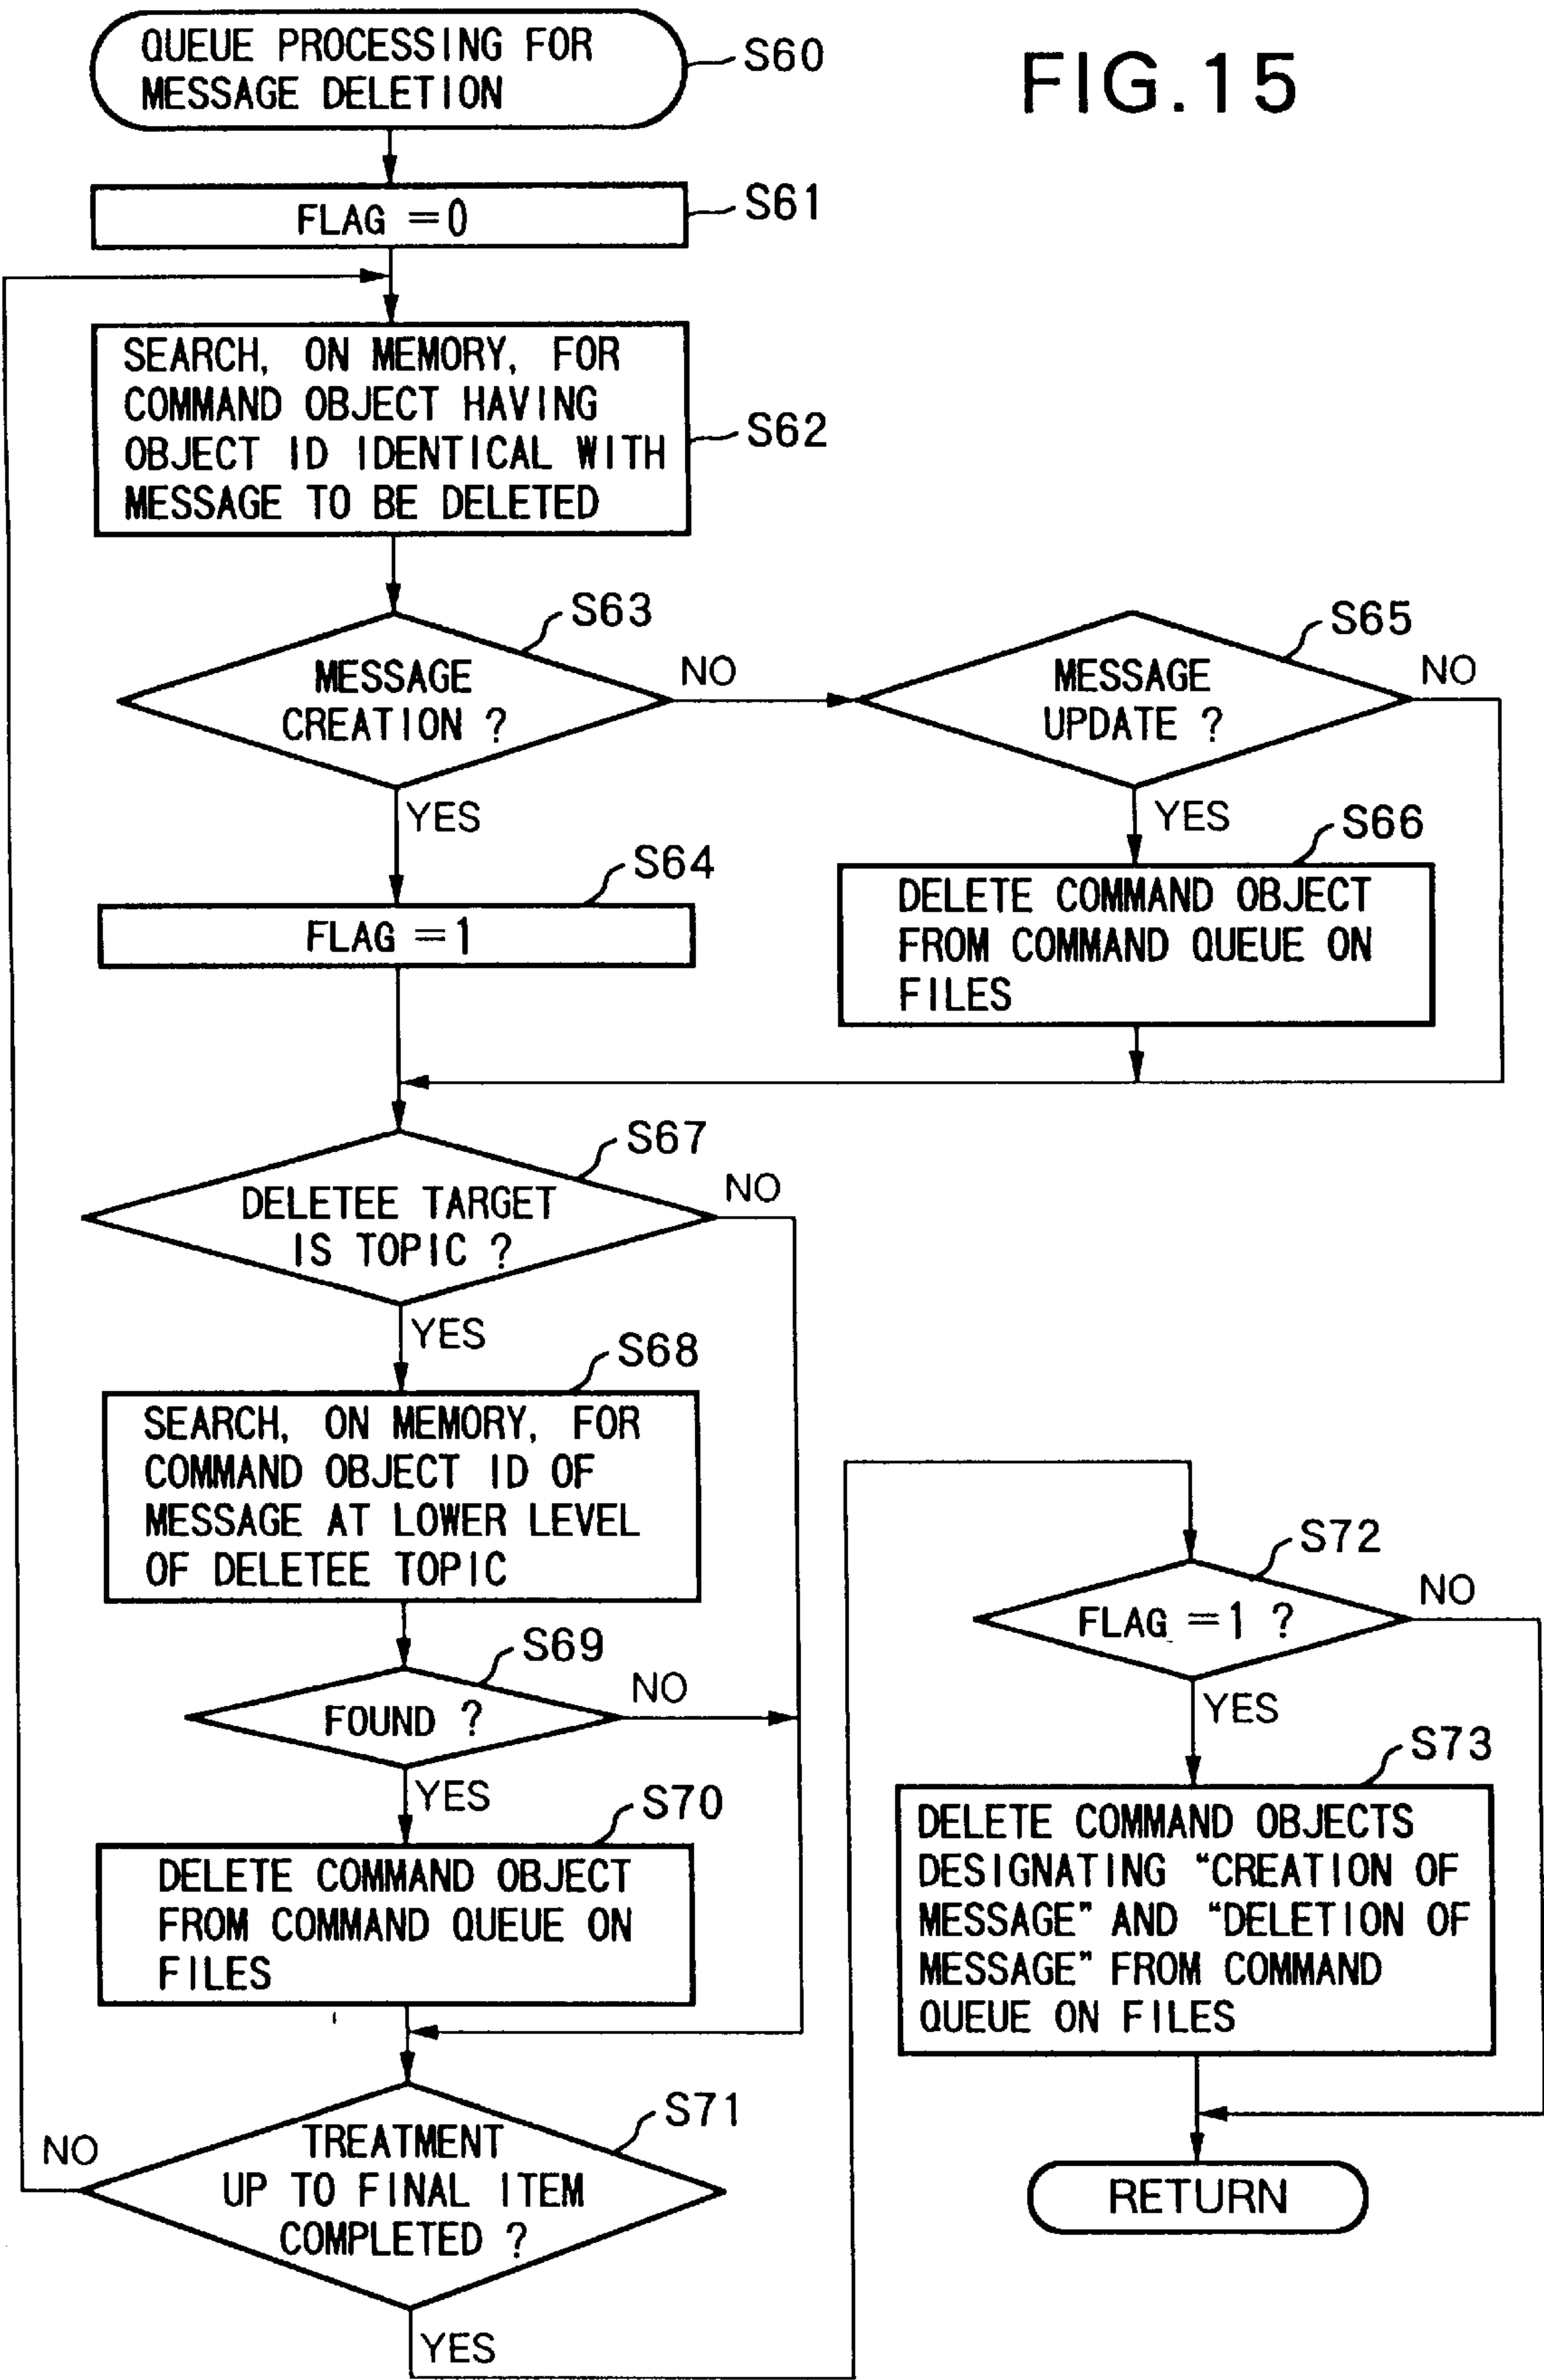 FIG.15
QUEUE PROCESSING FOR
MESSAGE DELETION
S60
FLAG =0
S61
SEARCH, ON MEMORY, FOR
COMMAND OBJECT HAVING
OBJECT ID IDENTICAL WITH
MESSAGE TO BE DELETED
S62
S63
MESSAGE
CREATION ?
NO
YES
S65
MESSAGE
UPDATE ?
NO
YES
S64
FLAG =1
S66
DELETE COMMAND OBJECT
FROM COMMAND QUEUE ON
FILES
S67
DELETEE TARGET
IS TOPIC ?
NO
YES
S68
SEARCH, ON MEMORY, FOR
COMMAND OBJECT ID OF
MESSAGE AT LOWER LEVEL
OF DELETEE TOPIC
S69
FOUND ?
NO
YES
S70
DELETE COMMAND OBJECT
FROM COMMAND QUEUE ON
FILES
S71
TREATMENT
UP TO FINAL ITEM
COMPLETED ?
NO
YES
S72
FLAG =1 ?
NO
YES
S73
DELETE COMMAND OBJECTS
DESIGNATING “CREATION OF
MESSAGE” AND “DELETION OF
MESSAGE” FROM COMMAND
QUEUE ON FILES
RETURN